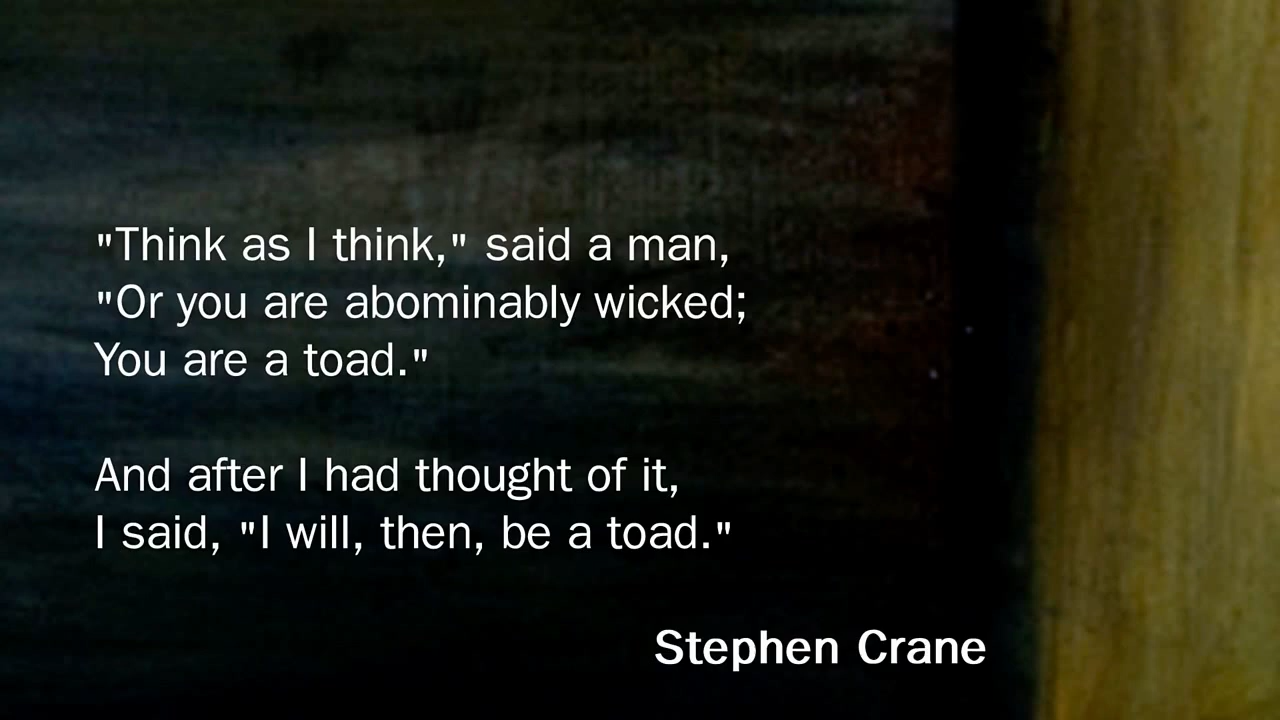 "Think as I think," said a man,
"Or you are abominably wicked;
You are a toad."
And after I had thought of it,
I said, "I will, then, be a toad."
Stephen Crane